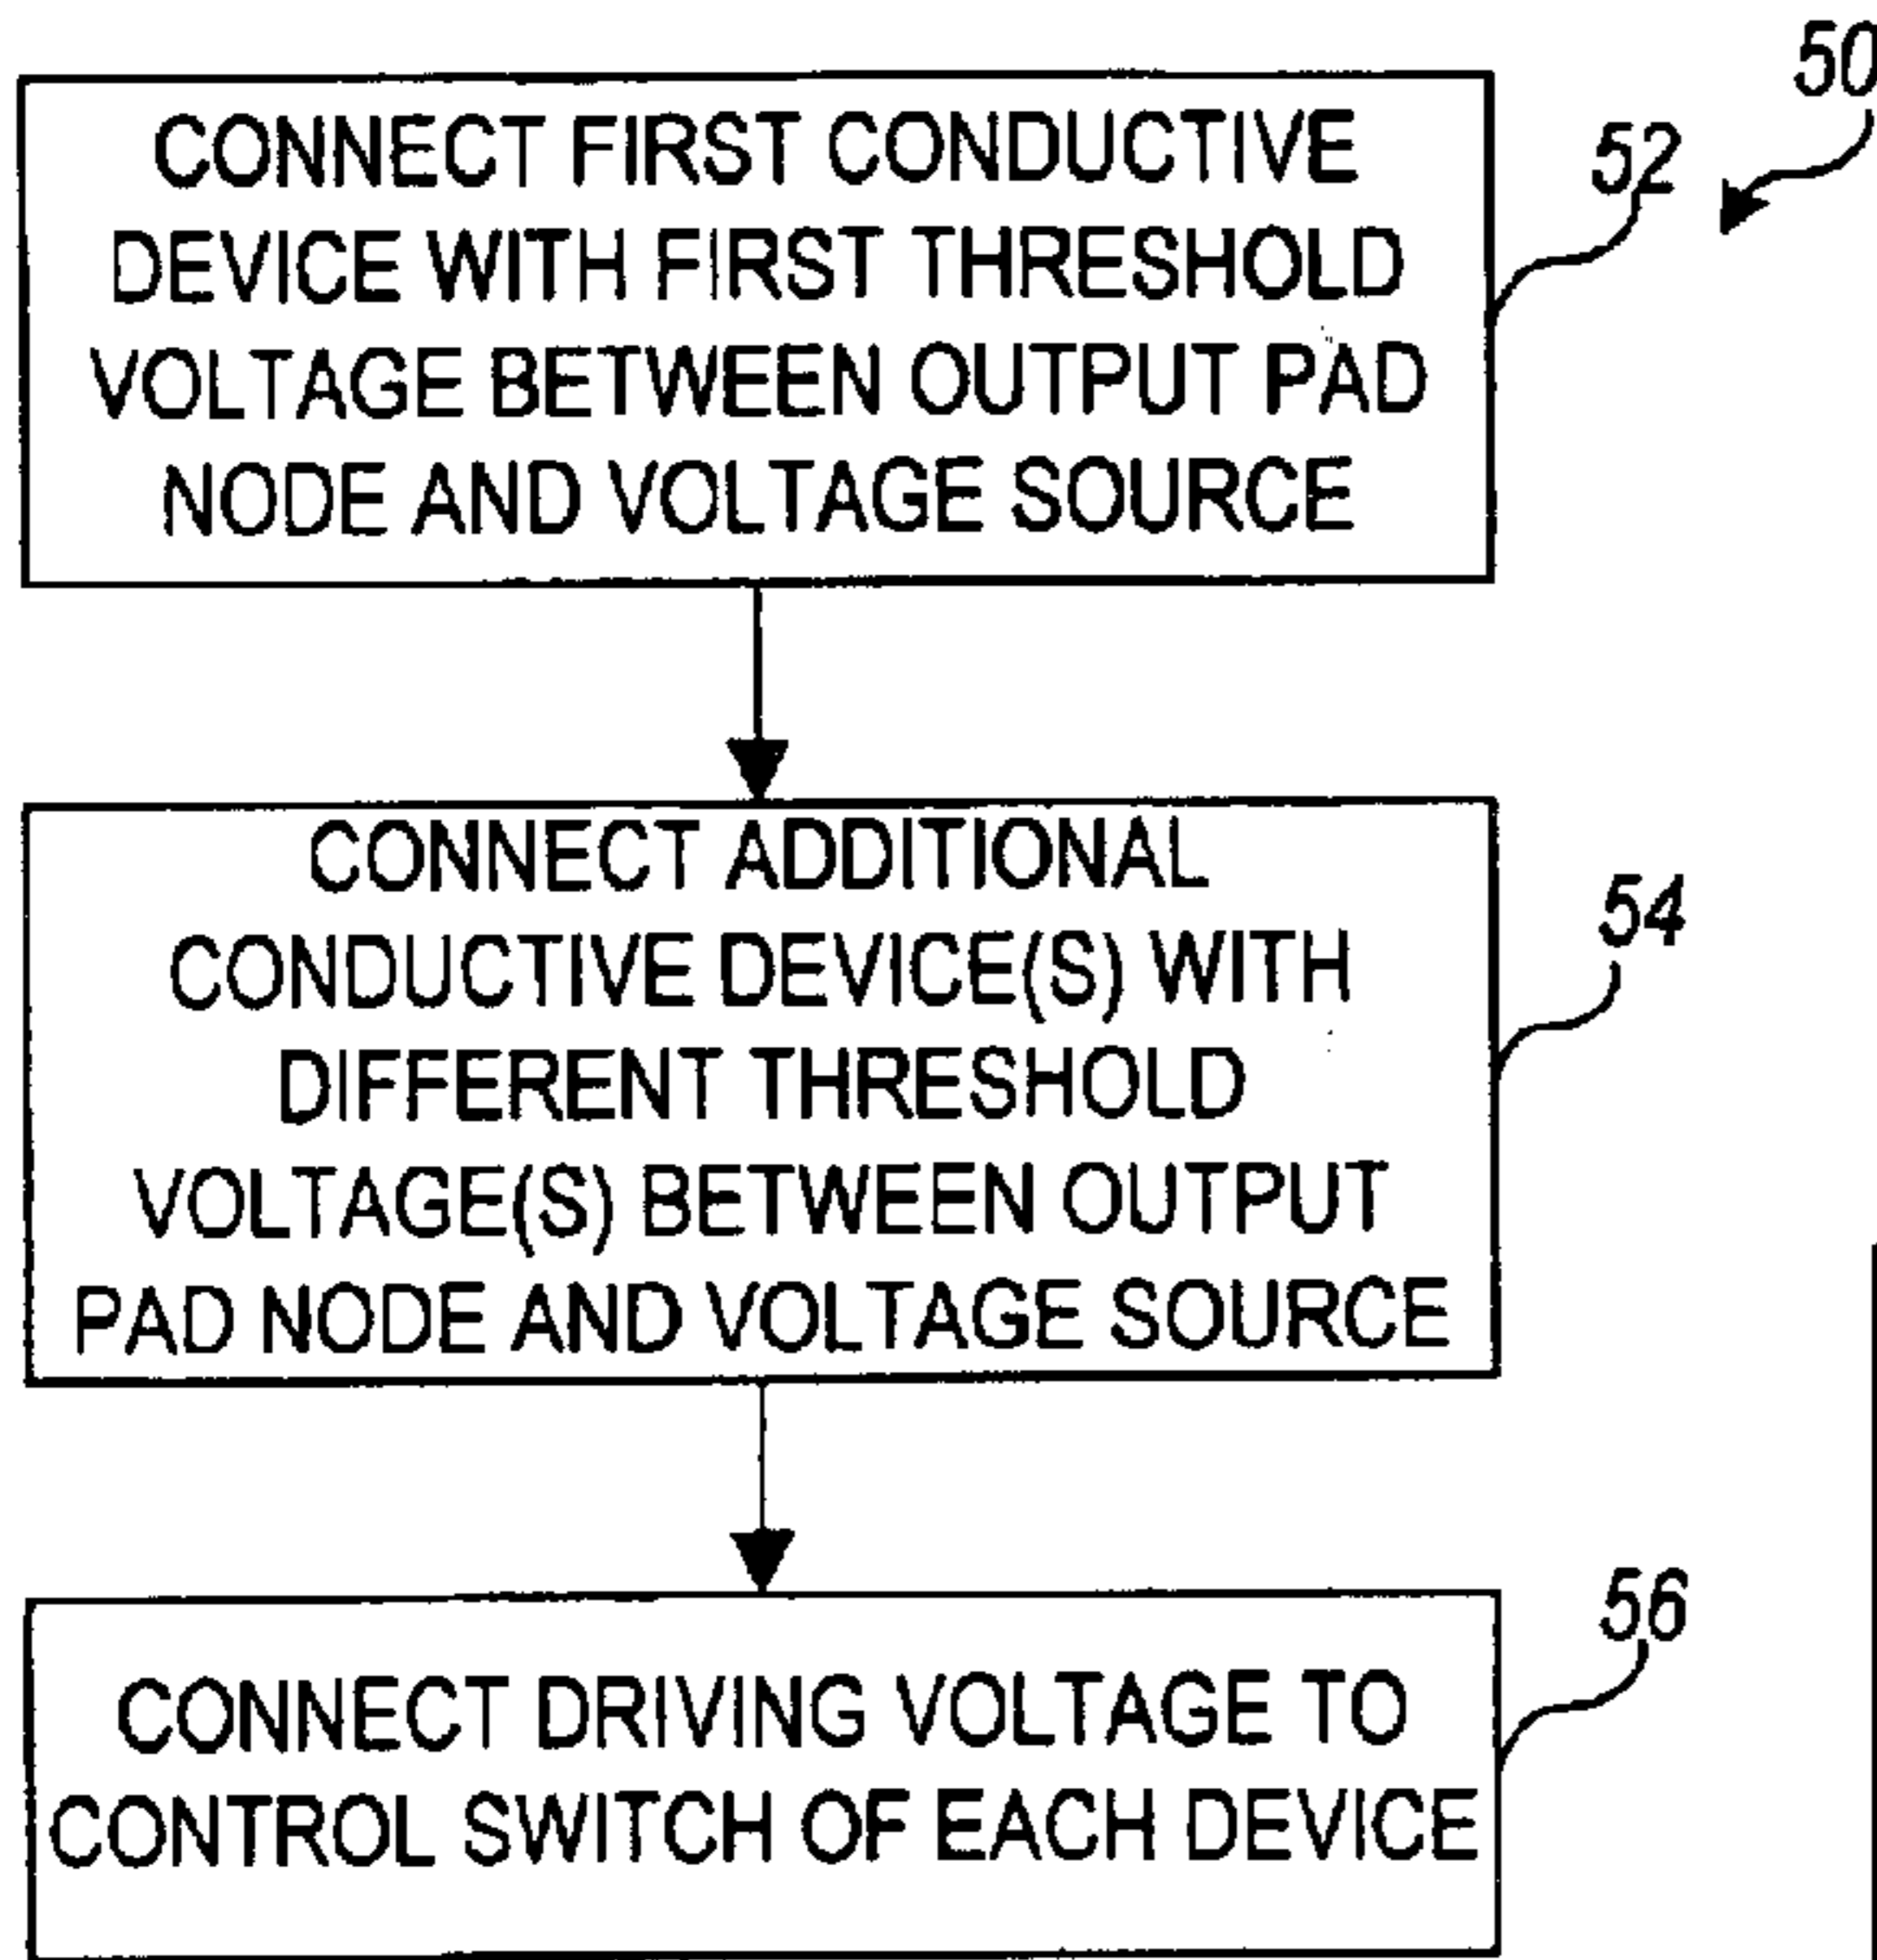 50
CONNECT FIRST CONDUCTIVE
DEVICE WITH FIRST THRESHOLD
VOLTAGE BETWEEN OUTPUT PAD
NODE AND VOLTAGE SOURCE
52
CONNECT ADDITIONAL
CONDUCTIVE DEVICE(S) WITH
DIFFERENT THRESHOLD
VOLTAGE(S) BETWEEN OUTPUT
PAD NODE AND VOLTAGE SOURCE
54
CONNECT DRIVING VOLTAGE TO
CONTROL SWITCH OF EACH DEVICE
56